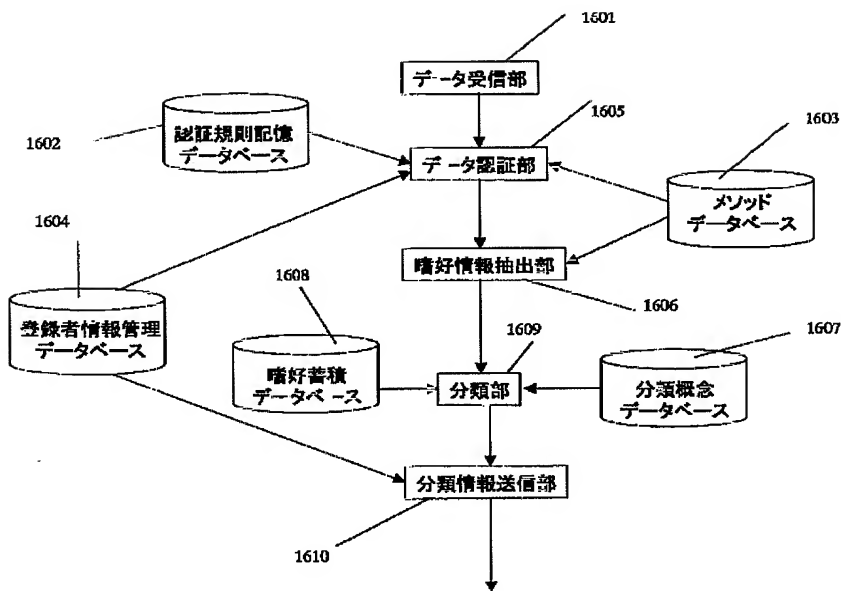 1601
データ受信部
1605
1603
1602
認証規則記憶
データベース
データ認証部
メソッド
データベース
1604
嗜好情報抽出部
1608
1606
登録者情報管理
データベース
1609
1607
嗜好蓄積
データベース
分類部
分類概念
データベース
分類情報送信部
1610